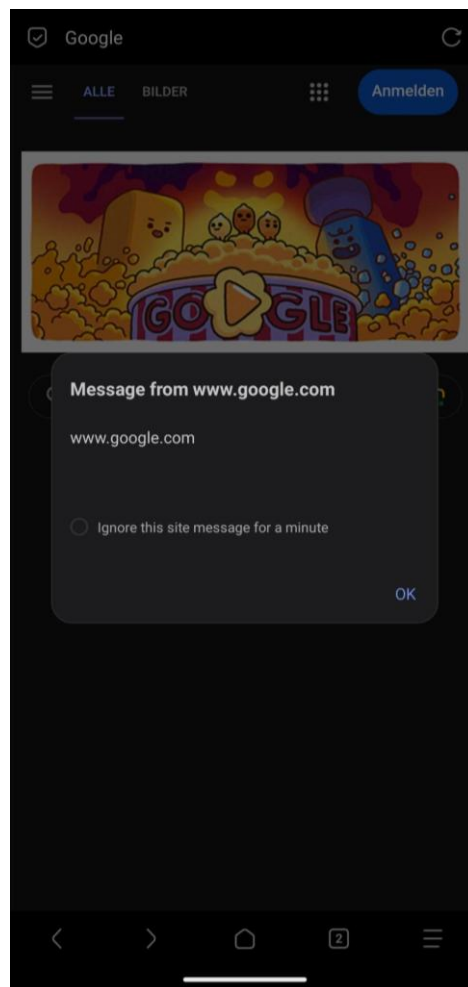 Google
ALLE BILDER Anmelden
GOOGLE
Message from www.google.com
www.google.com
Ignore this site message for a minute
OK
2